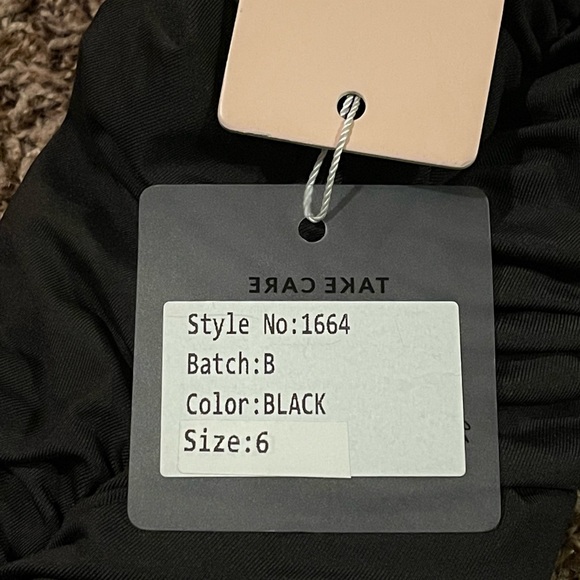 TAKE CARE
Style No:1664
Batch:B
Color:BLACK
Size:6